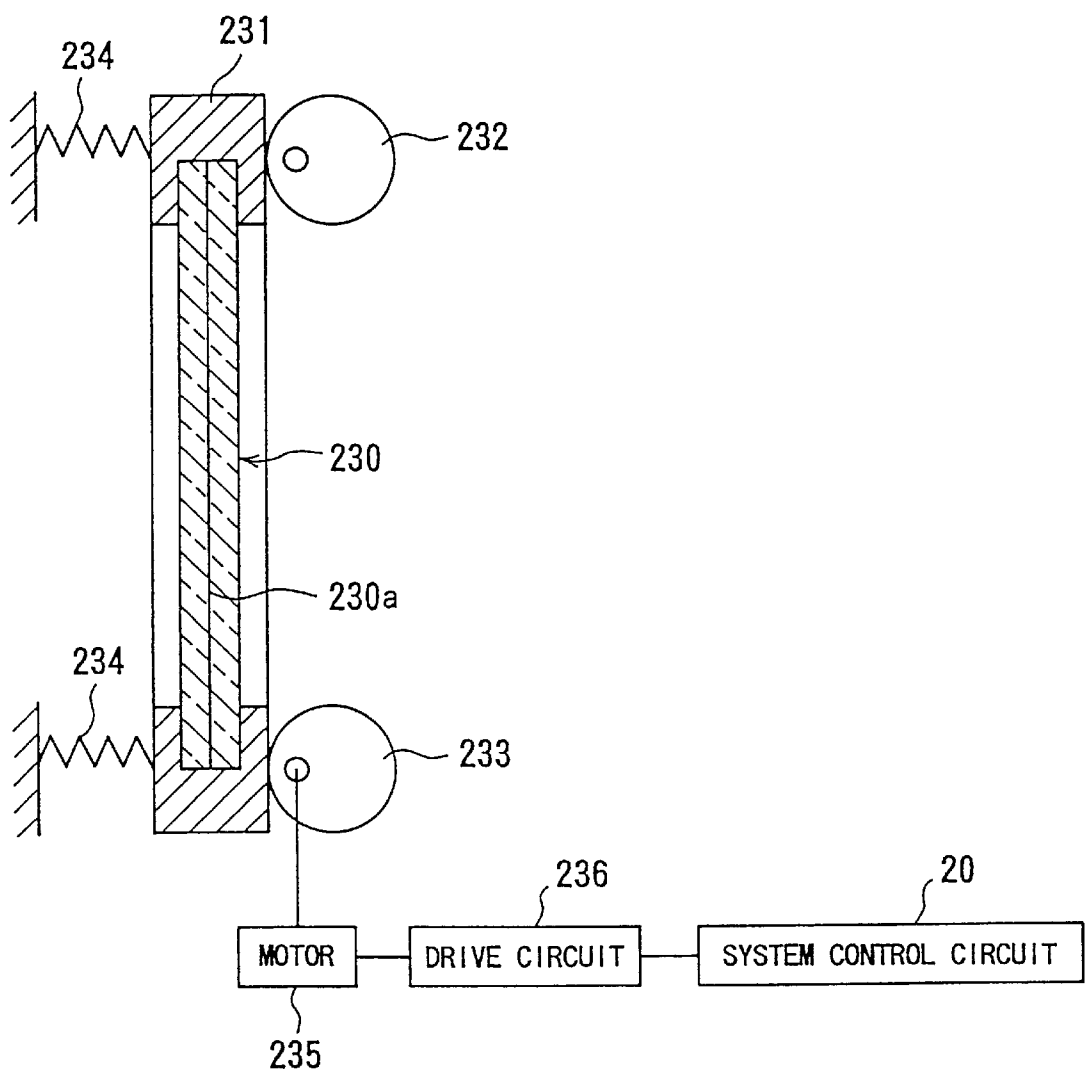 231
234
232
230
230a
234
233
236
20
MOTOR
DRIVE CIRCUIT
SYSTEM CONTROL CIRCUIT
235